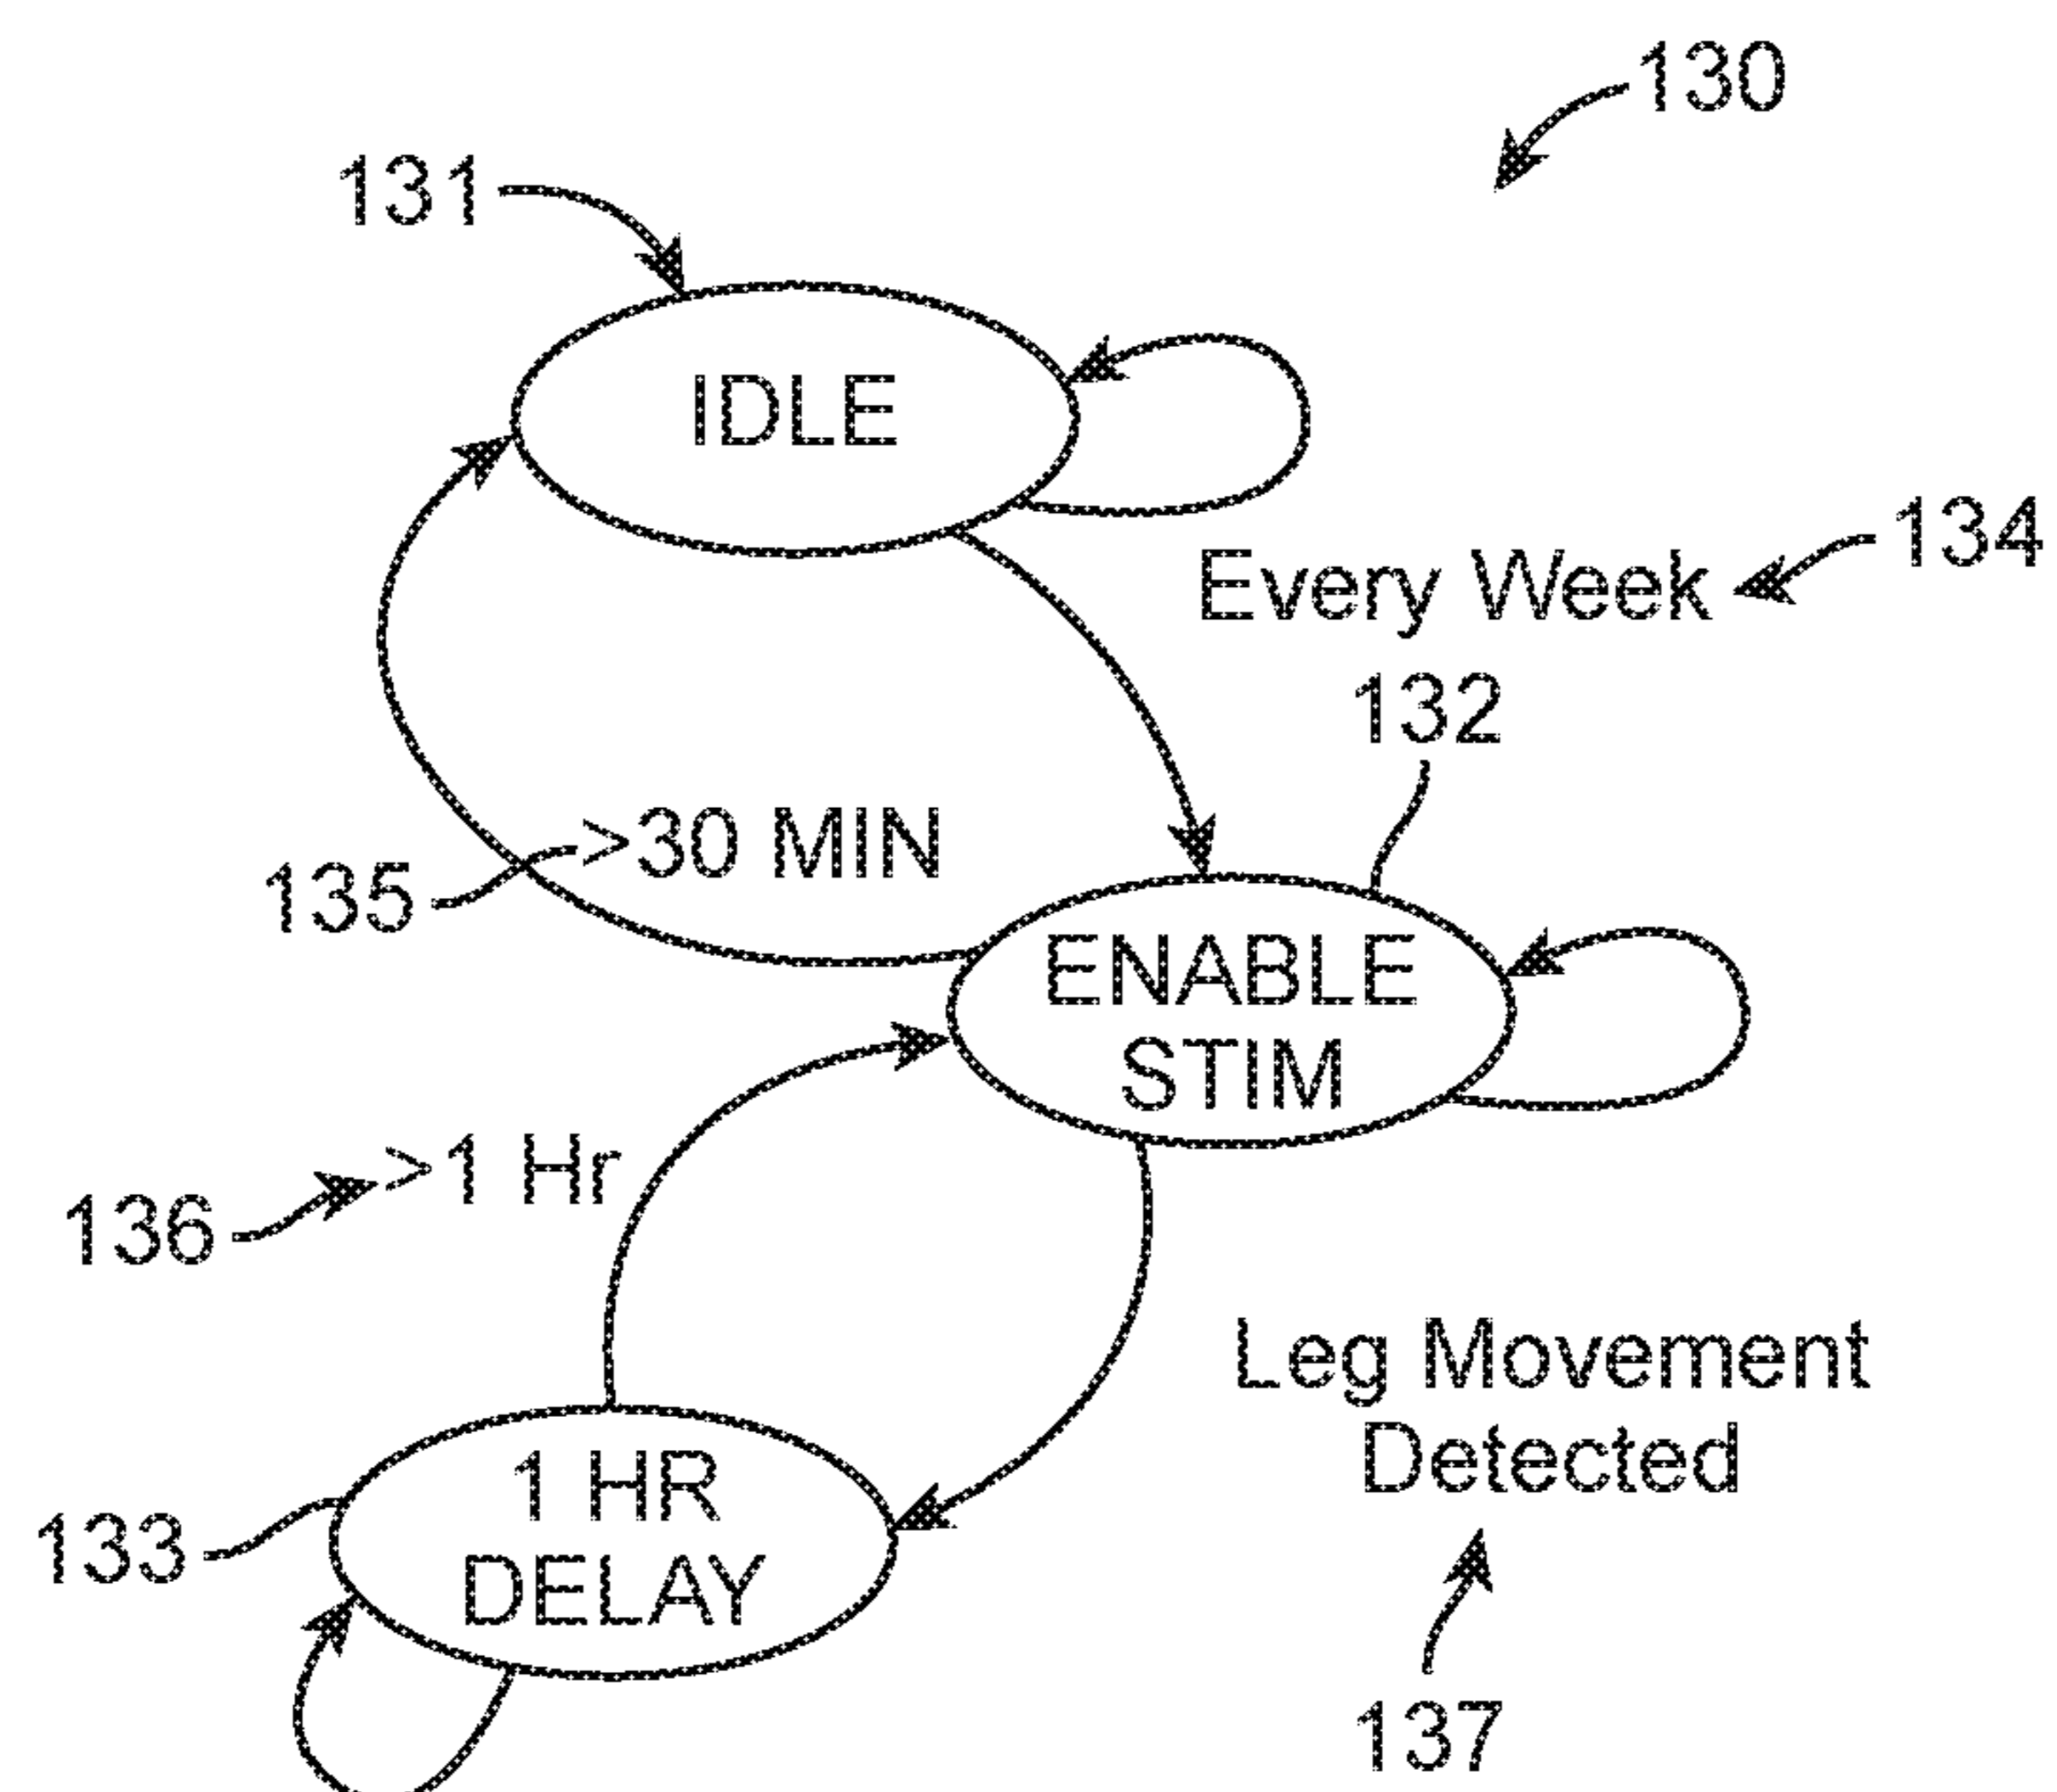 130
131
IDLE
134
Every Week
132
>30 MIN
135
ENABLE
STIM
>1 Hr
136
Leg Movement
Detected
1 HR
DELAY
133
137